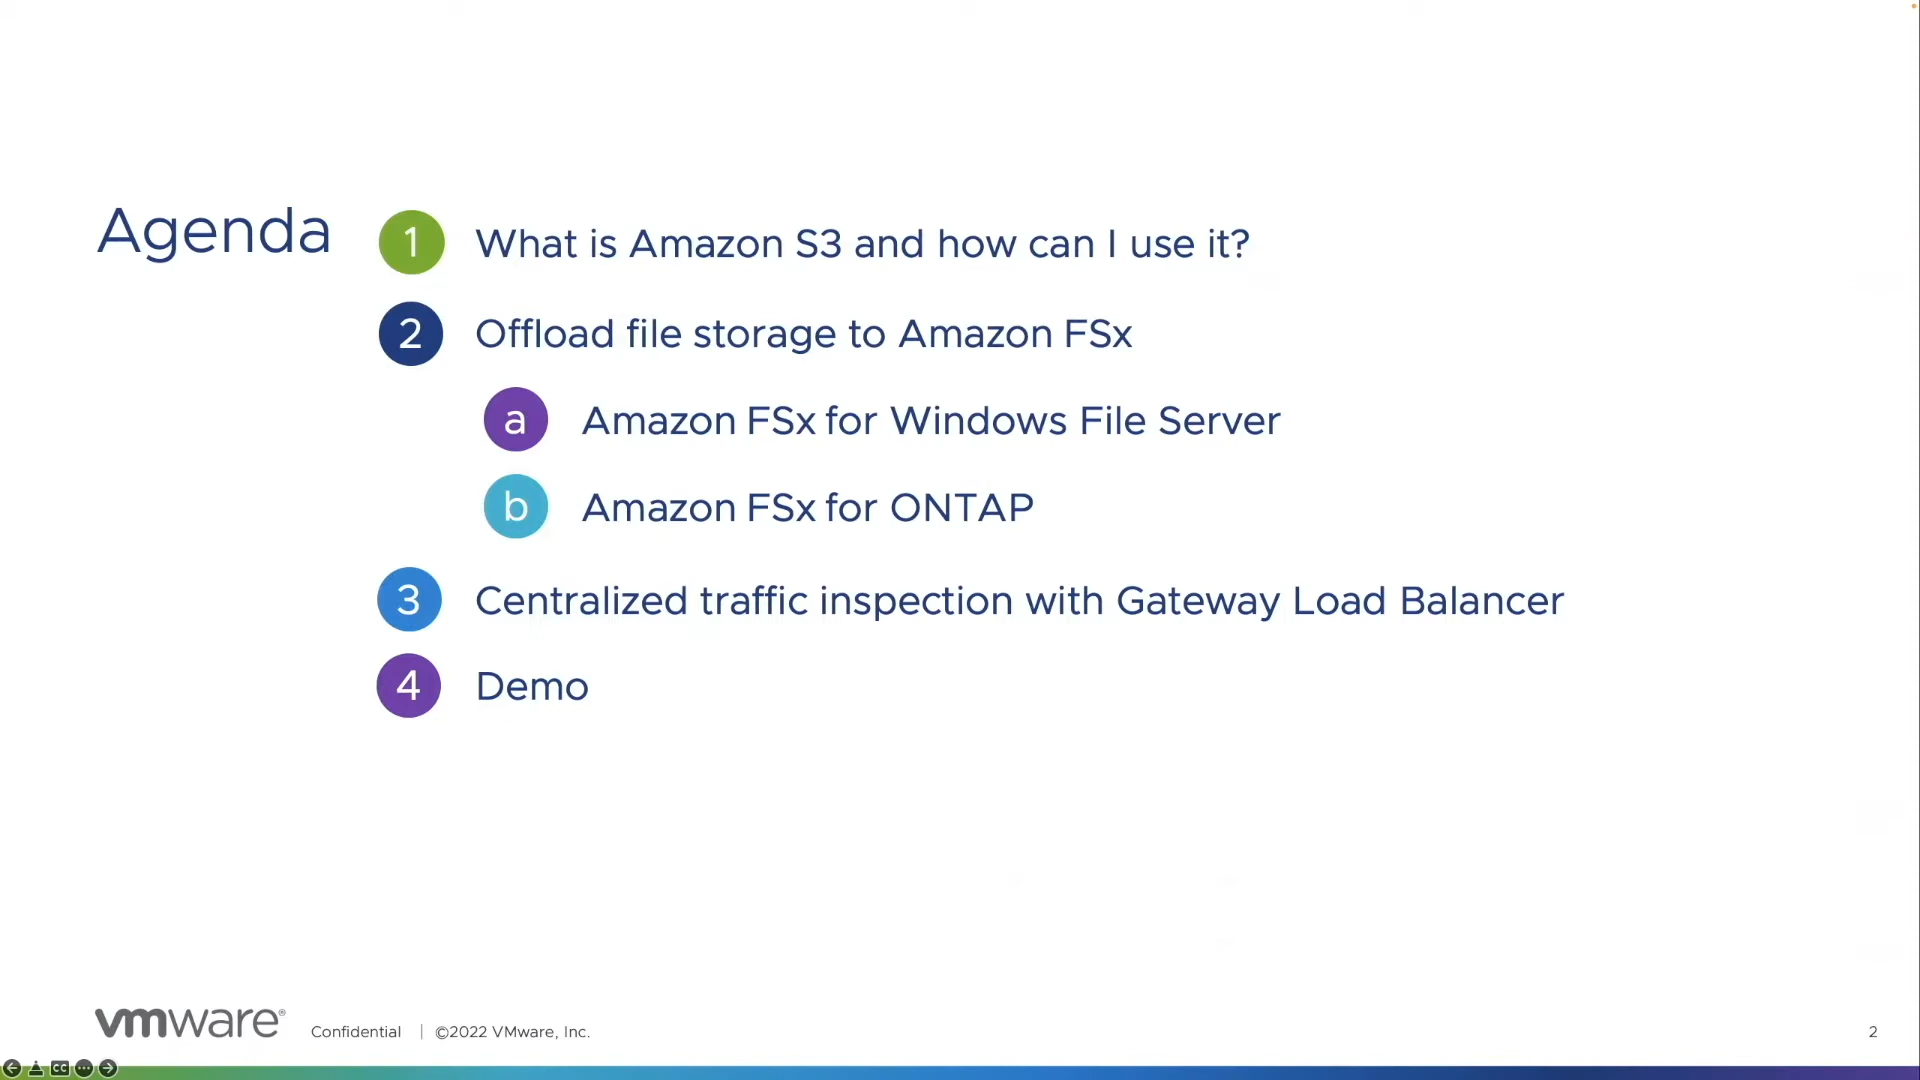 Agenda
1 What is Amazon S3 and how can I use it?
2 Offload file storage to Amazon FSx
a Amazon FSx for Windows File Server
b Amazon FSx for ONTAP
3 Centralized traffic inspection with Gateway Load Balancer
4 Demo
vmware® Confidential | ©2022 VMware, Inc. 2
CC